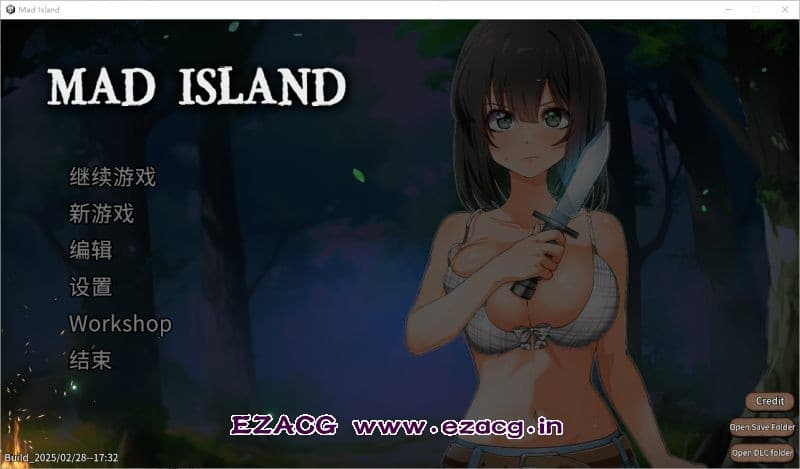 Mad Island
MAD ISLAND
继续游戏
新游戏
编辑
设置
Workshop
结束
Credit
EZACG www.ezacg.in
Open Save Folder
Open DLC folder
Build_2025/02/28--17:32